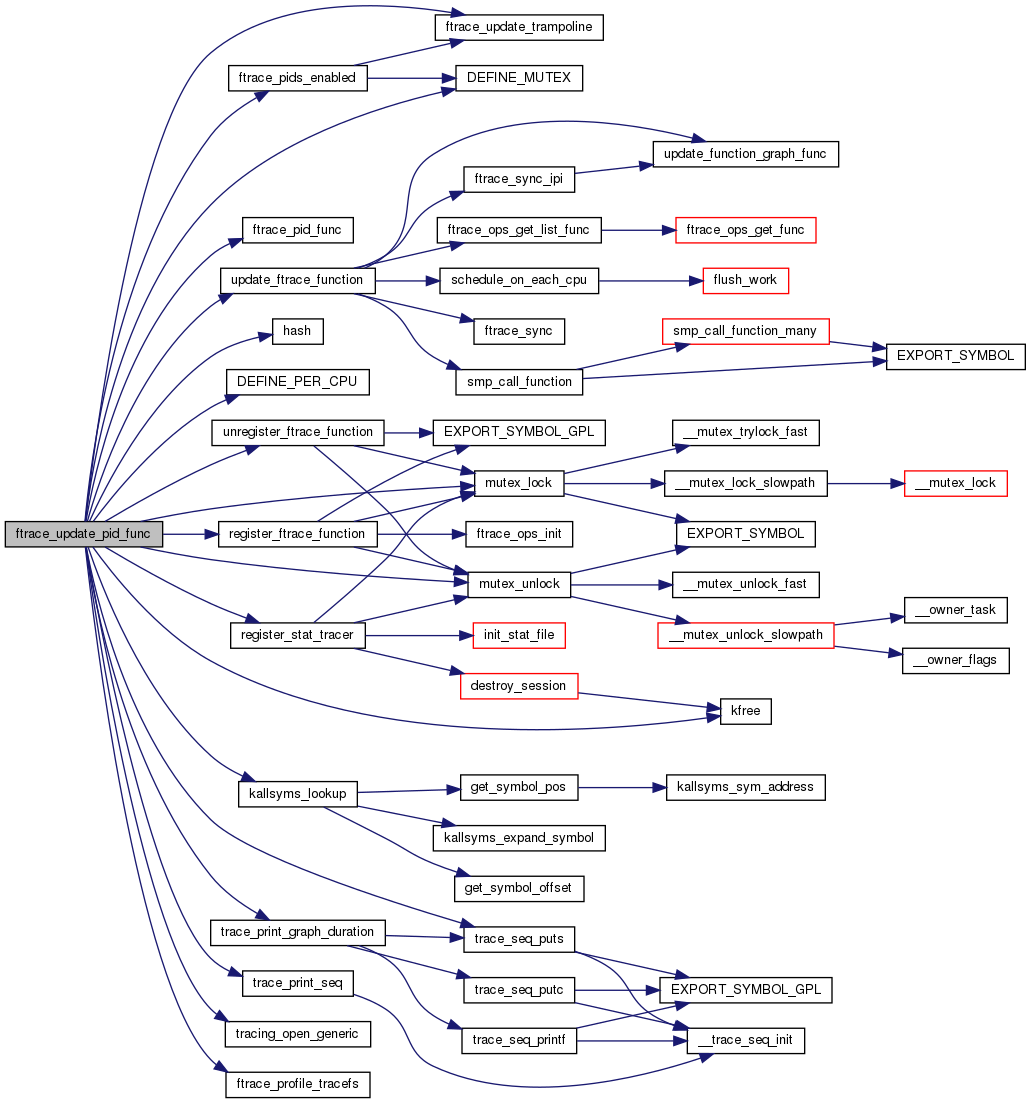 ftrace_update_trampoline
ftrace_pids_enabled
DEFINE_MUTEX
update_function_graph_func
ftrace_sync_ipi
ftrace_pid_func
ftrace_ops_get_list_func
ftrace_ops_get_func
update_ftrace_function
schedule_on_each_cpu
flush_work
hash
ftrace_sync
smp_call_function_many
EXPORT_SYMBOL
DEFINE_PER_CPU
smp_call_function
unregister_ftrace_function
EXPORT_SYMBOL_GPL
__mutex_trylock_fast
mutex_lock
__mutex_lock_slowpath
__mutex_lock
ftrace_update_pid_func
register_ftrace_function
ftrace_ops_init
EXPORT_SYMBOL
mutex_unlock
__mutex_unlock_fast
__owner_task
register_stat_tracer
init_stat_file
__mutex_unlock_slowpath
__owner_flags
destroy_session
kfree
kallsyms_lookup
get_symbol_pos
kallsyms_sym_address
kallsyms_expand_symbol
get_symbol_offset
trace_print_graph_duration
trace_seq_puts
trace_print_seq
trace_seq_putc
EXPORT_SYMBOL_GPL
tracing_open_generic
trace_seq_printf
__trace_seq_init
ftrace_profile_tracefs